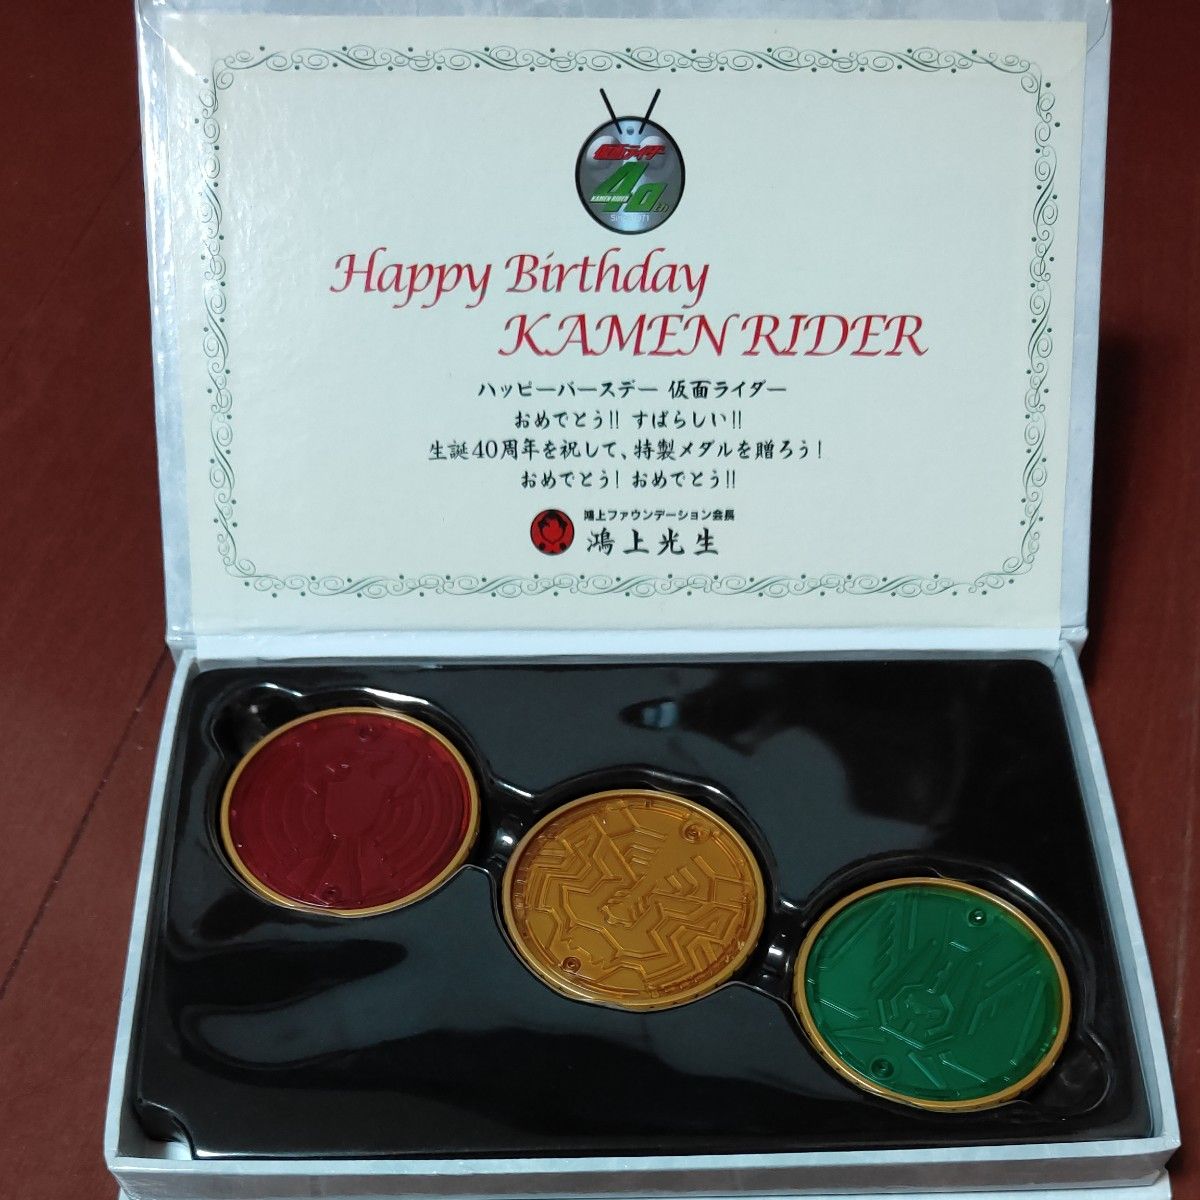 仮面ライダー
40th
KAMEN RIDER
Since 1971
Happy Birthday
KAMEN RIDER
ハッピーバースデー 仮面ライダー
おめでとう!! すばらしい!!
生誕40周年を祝して、特製メダルを贈ろう!
おめでとう! おめでとう!!
鴻上ファウンデーション会長
鴻上光生